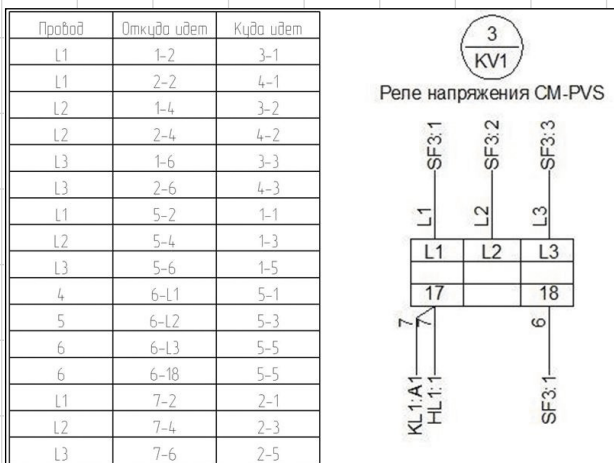 Провод Откуда идет Куда идет
L1 1-2 3-1
L1 2-2 4-1
L2 1-4 3-2
L2 2-4 4-2
L3 1-6 3-3
L3 2-6 4-3
L1 5-2 1-1
L2 5-4 1-3
L3 5-6 1-5
4 6-L1 5-1
5 6-L2 5-3
6 6-L3 5-5
6 6-18 5-5
L1 7-2 2-1
L2 7-4 2-3
L3 7-6 2-5
3
KV1
Реле напряжения CM-PVS
SF3:1 SF3:2 SF3:3
L1 L2 L3
L1 L2 L3
17 18
7 7 6
KL1:A1 HL1:1 SF3:1